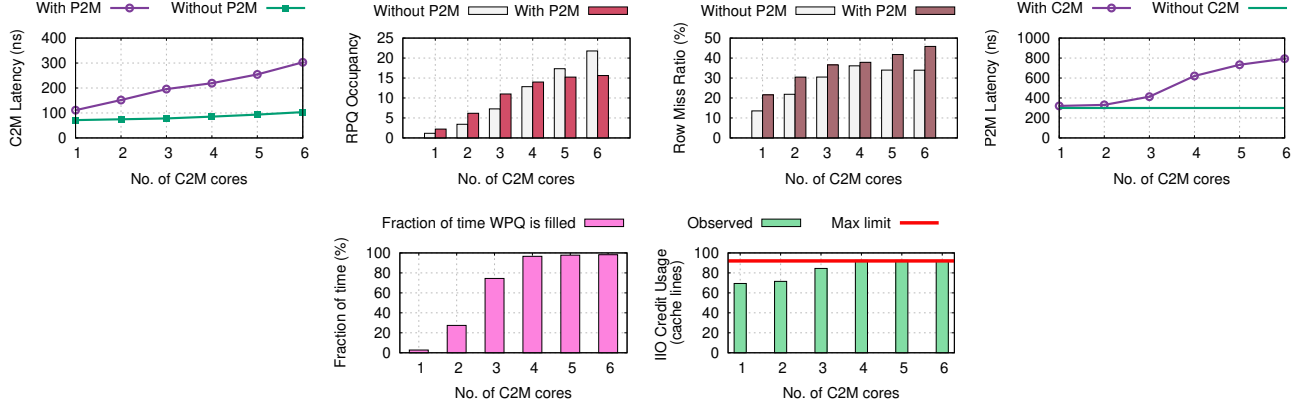 With P2M Without P2M
C2M Latency (ns)
400
300
200
100
0
1 2 3 4 5 6
No. of C2M cores
Without P2M With P2M
RPQ Occupancy
25
20
15
10
5
0
1 2 3 4 5 6
No. of C2M cores
Without P2M With P2M
Row Miss Ratio (%)
50
40
30
20
10
0
1 2 3 4 5 6
No. of C2M cores
With C2M Without C2M
P2M Latency (ns)
1000
800
600
400
200
0
1 2 3 4 5 6
No. of C2M cores
Fraction of time WPQ is filled
Fraction of time (%)
100
80
60
40
20
0
1 2 3 4 5 6
No. of C2M cores
Observed Max limit
IIO Credit Usage
(cache lines)
100
80
60
40
20
0
1 2 3 4 5 6
No. of C2M cores